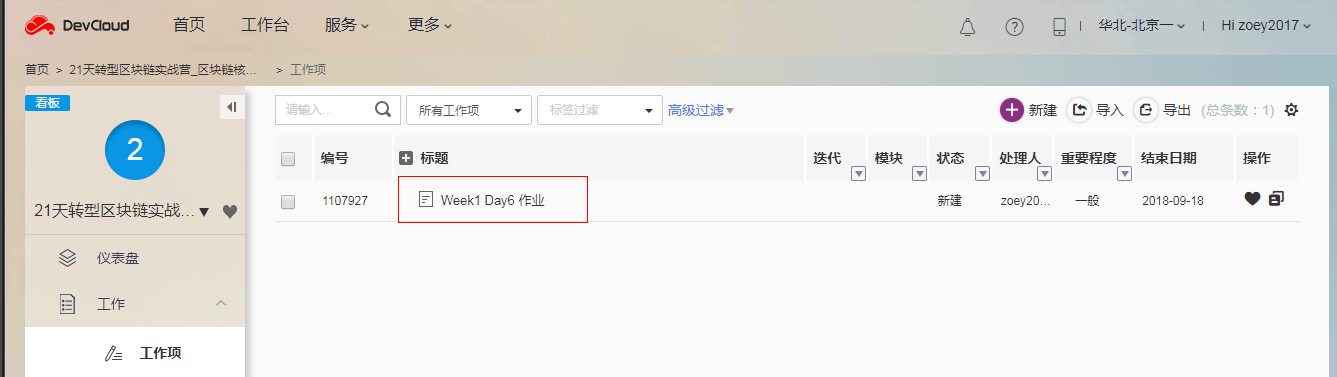 DevCloud 首页 工作台 服务 更多 华北-北京一 Hi zoey2017
首页 > 21天转型区块链实战营_区块链核... > 工作项
看板
2
21天转型区块链实战...
仪表盘
工作
工作项
请输入... 所有工作项 标签过滤 高级过滤 新建 导入 导出 (总条数：1)
编号 标题 迭代 模块 状态 处理人 重要程度 结束日期 操作
1107927 Week1 Day6 作业 新建 zoey20... 一般 2018-09-18